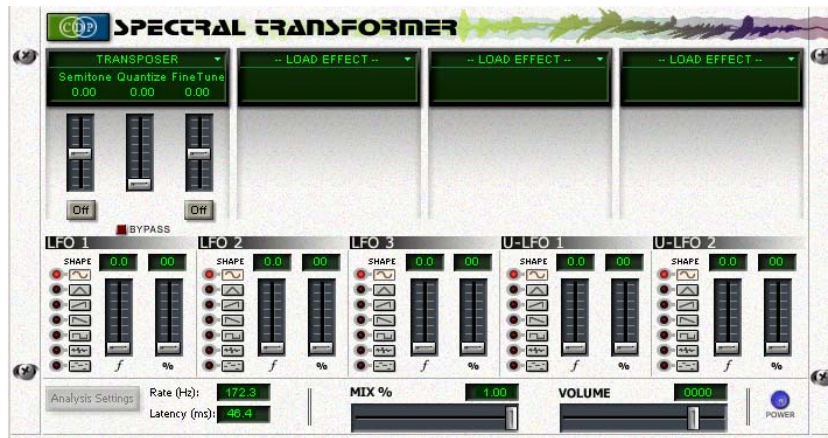 CDP SPECTRAL TRANSFORMER
TRANSPOSER -- LOAD EFFECT -- -- LOAD EFFECT -- -- LOAD EFFECT --
Semitone Quantize FineTune
0.00 0.00 0.00
Off Off
BYPASS
LFO 1 LFO 2 LFO 3 U-LFO 1 U-LFO 2
SHAPE 0.0 00 SHAPE 0.0 00 SHAPE 0.0 00 SHAPE 0.0 00 SHAPE 0.0 00
f % f % f % f % f %
Analysis Settings Rate (Hz): 172.3 MIX % 1.00 VOLUME 0000
Latency (ms): 46.4
POWER